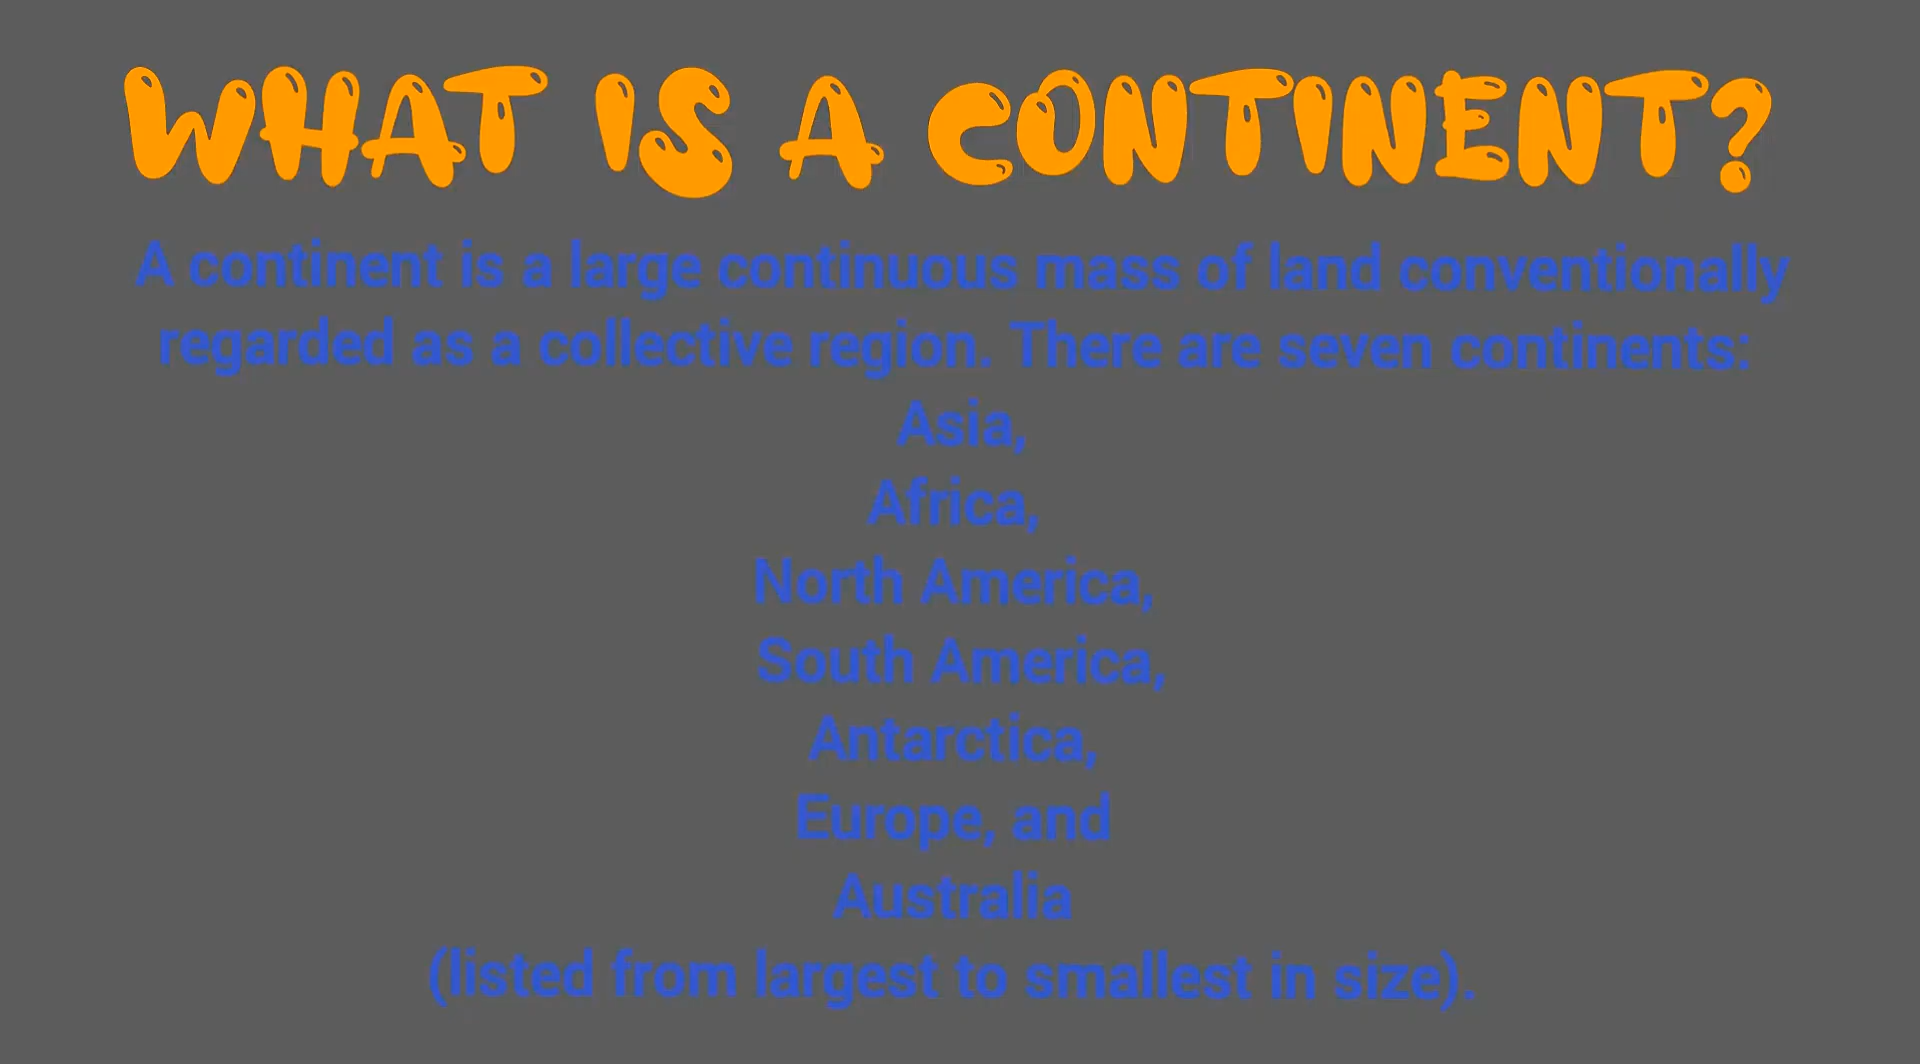 WHAT IS A CONTINENT?
A continent is a large continuous mass of land conventionally
regarded as a collective region. There are seven continents:
Asia,
Africa,
North America,
South America,
Antarctica,
Europe, and
Australia
(listed from largest to smallest in size).